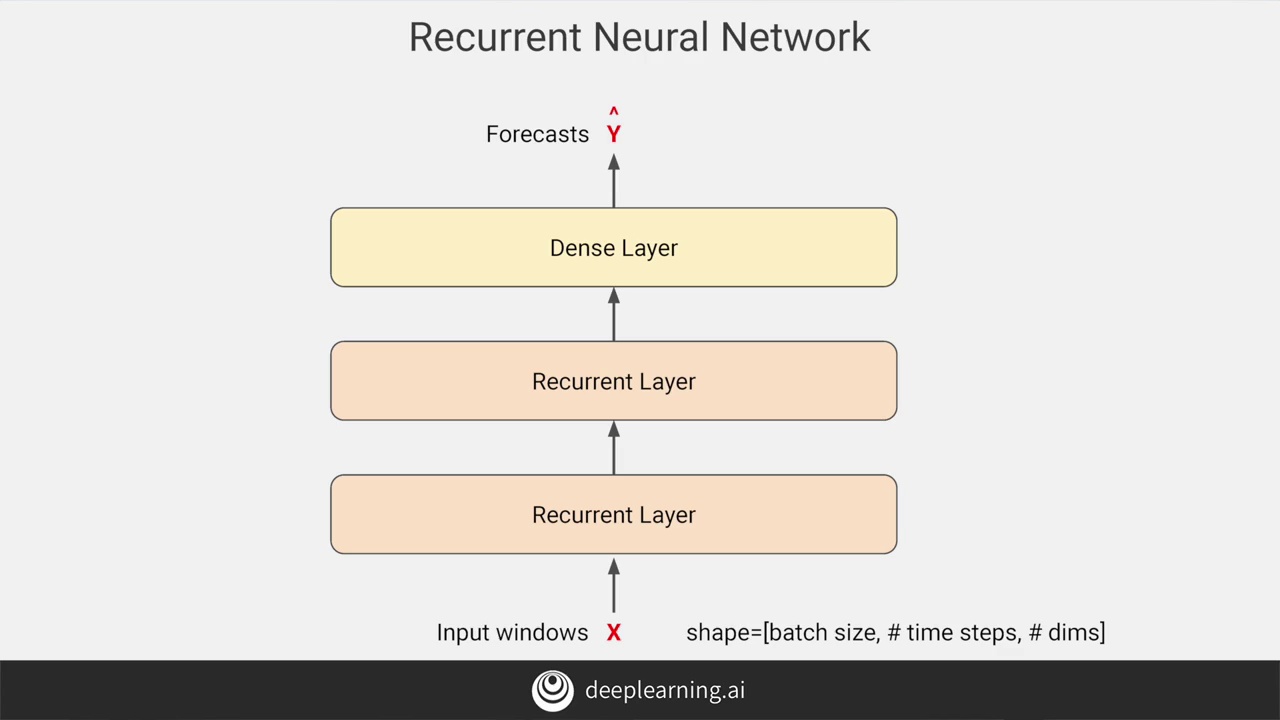 Recurrent Neural Network
^
Forecasts Y
Dense Layer
Recurrent Layer
Recurrent Layer
Input windows X shape=[batch size, # time steps, # dims]
deeplearning.ai